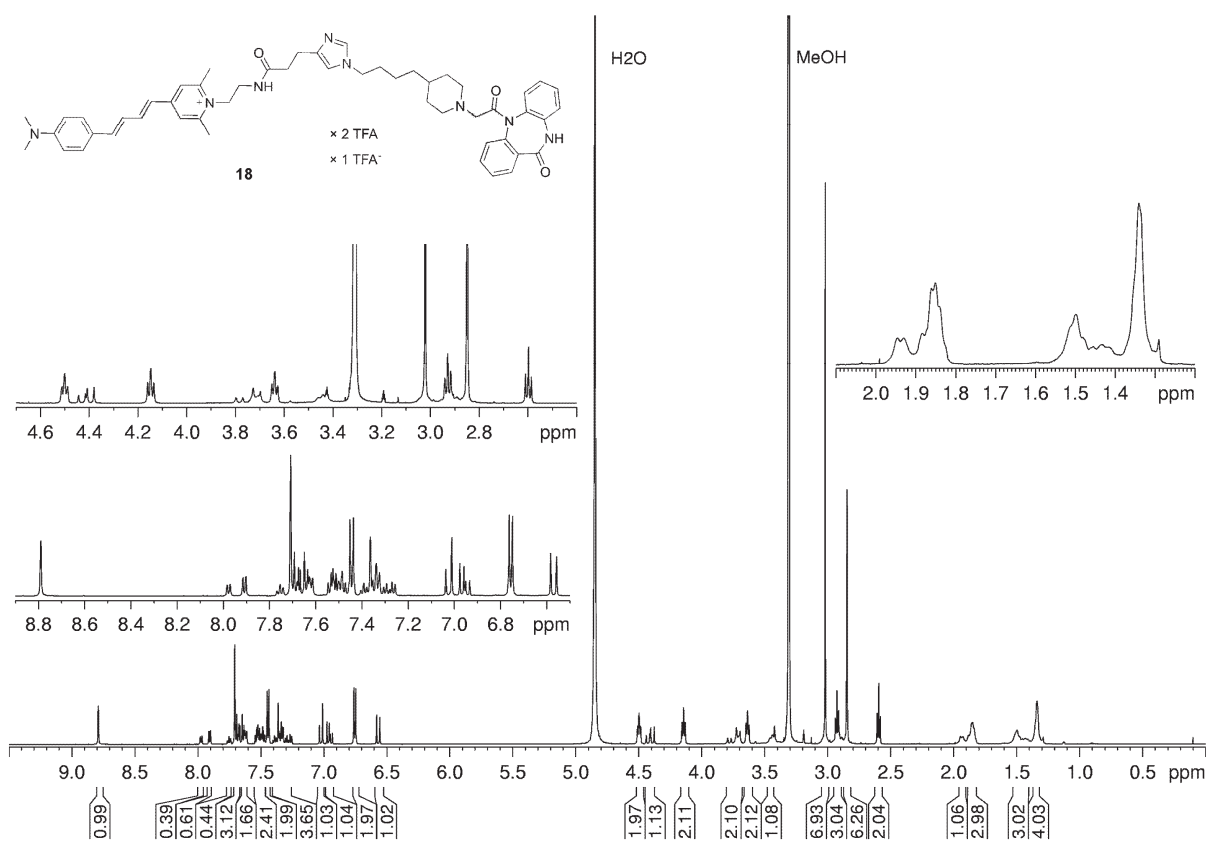 N
N
O
NH
N+
N
N
O
N
O
NH
O
× 2 TFA
× 1 TFA-
18
H2O
MeOH
2.0 1.9 1.8 1.7 1.6 1.5 1.4 ppm
4.6 4.4 4.2 4.0 3.8 3.6 3.4 3.2 3.0 2.8 ppm
8.8 8.6 8.4 8.2 8.0 7.8 7.6 7.4 7.2 7.0 6.8 ppm
9.0 8.5 8.0 7.5 7.0 6.5 6.0 5.5 5.0 4.5 4.0 3.5 3.0 2.5 2.0 1.5 1.0 0.5 ppm
0.99 0.39 0.61 0.44 3.12 1.66 2.41 1.99 3.65 1.03 1.04 1.97 1.02 1.97 1.13 2.11 2.10 2.12 1.08 6.93 3.04 6.26 2.04 1.06 2.98 3.02 4.03